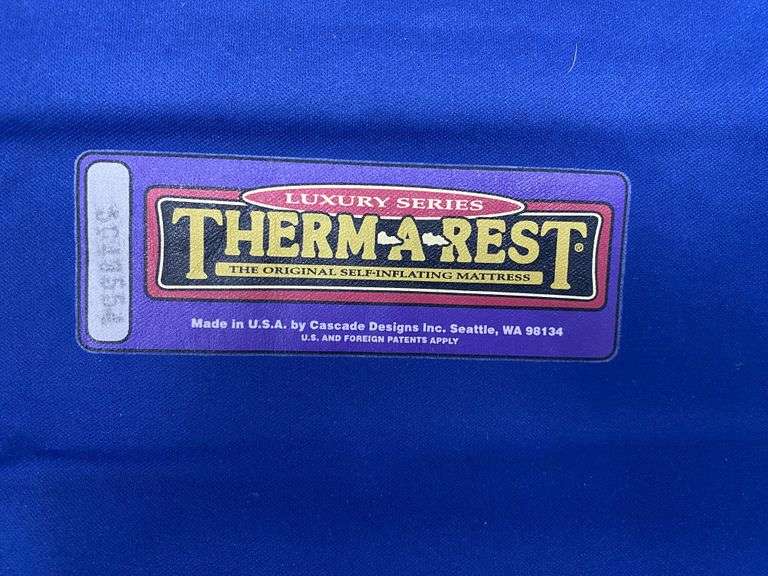 LUXURY SERIES
THERM-A-REST®
THE ORIGINAL SELF-INFLATING MATTRESS
Made in U.S.A. by Cascade Designs Inc. Seattle, WA 98134
U.S. AND FOREIGN PATENTS APPLY